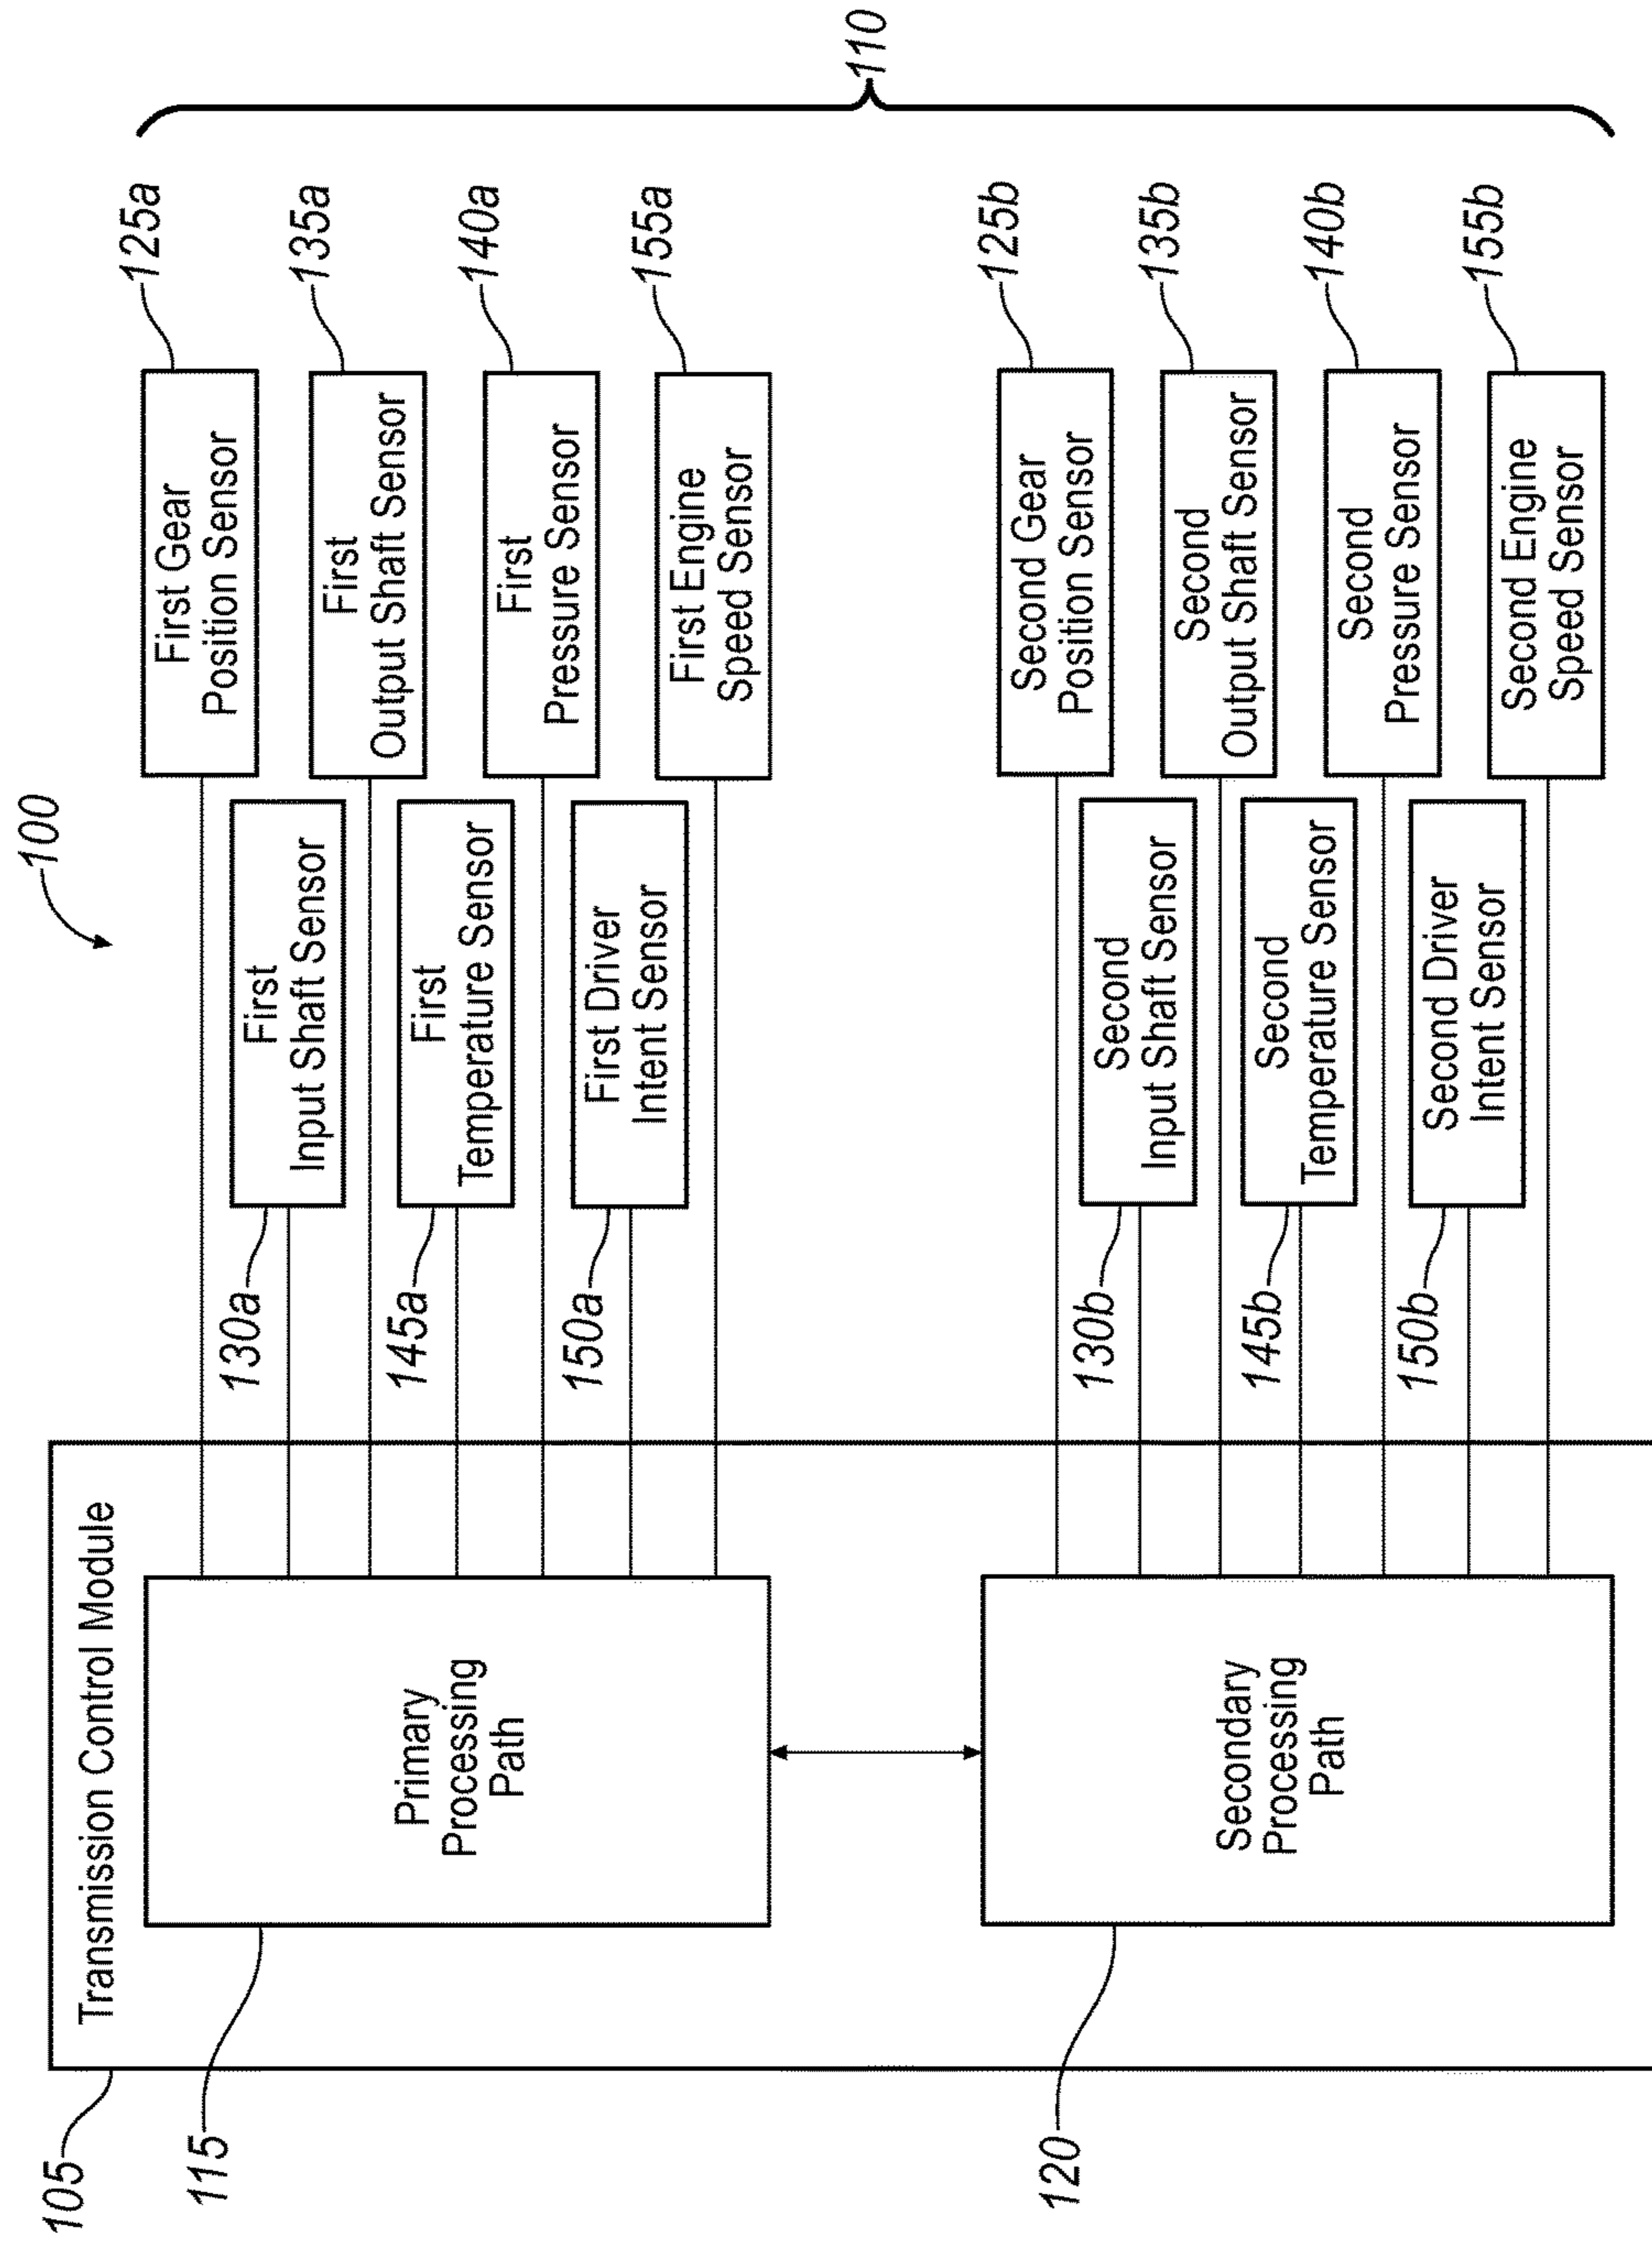 100
105
Transmission Control Module
115
Primary
Processing
Path
120
Secondary
Processing
Path
110
125a
First Gear
Position Sensor
130a
First
Input Shaft Sensor
135a
First
Output Shaft Sensor
145a
First
Temperature Sensor
140a
First
Pressure Sensor
150a
First Driver
Intent Sensor
155a
First Engine
Speed Sensor
125b
Second Gear
Position Sensor
130b
Second
Input Shaft Sensor
135b
Second
Output Shaft Sensor
145b
Second
Temperature Sensor
140b
Second
Pressure Sensor
150b
Second Driver
Intent Sensor
155b
Second Engine
Speed Sensor